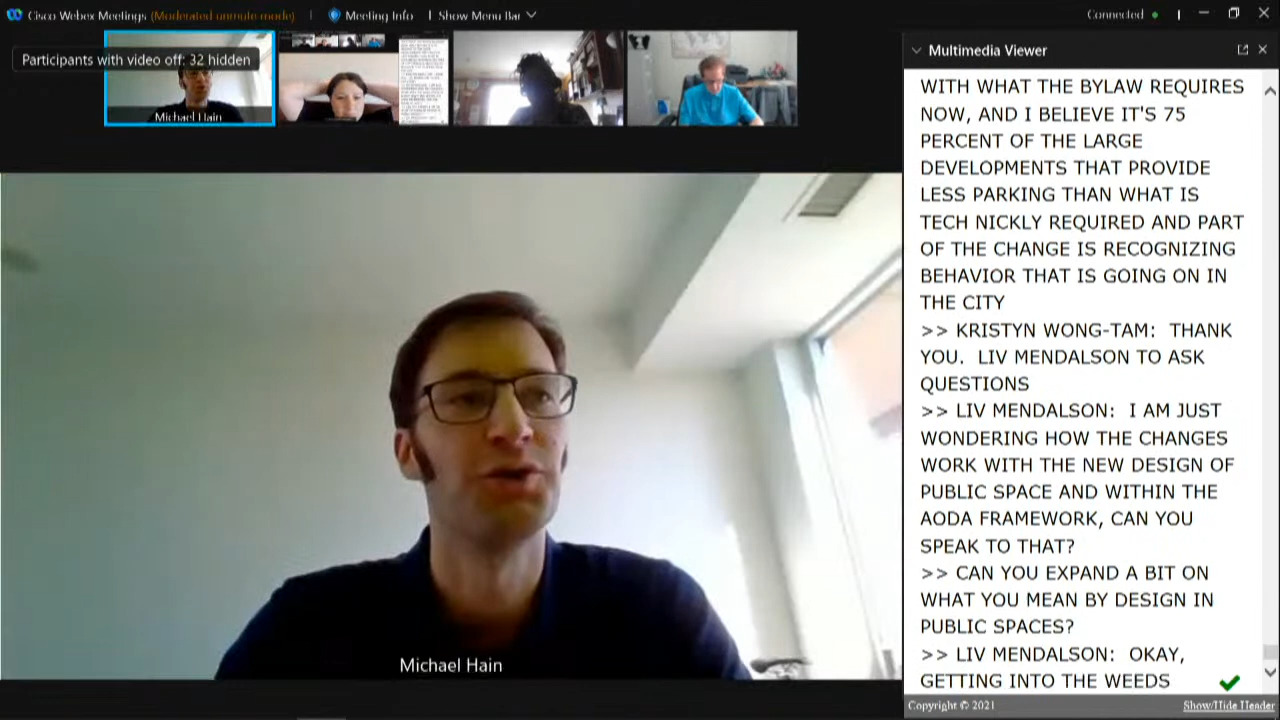 Cisco Webex Meetings (Moderated unmute mode) | Meeting Info | Show Menu Bar
Connected
Participants with video off: 32 hidden
Michael Hain
Multimedia Viewer
WITH WHAT THE BYLAW REQUIRES
NOW, AND I BELIEVE IT'S 75
PERCENT OF THE LARGE
DEVELOPMENTS THAT PROVIDE
LESS PARKING THAN WHAT IS
TECH NICKLY REQUIRED AND PART
OF THE CHANGE IS RECOGNIZING
BEHAVIOR THAT IS GOING ON IN
THE CITY
>> KRISTYN WONG-TAM: THANK
YOU. LIV MENDALSON TO ASK
QUESTIONS
>> LIV MENDALSON: I AM JUST
WONDERING HOW THE CHANGES
WORK WITH THE NEW DESIGN OF
PUBLIC SPACE AND WITHIN THE
AODA FRAMEWORK, CAN YOU
SPEAK TO THAT?
>> CAN YOU EXPAND A BIT ON
WHAT YOU MEAN BY DESIGN IN
PUBLIC SPACES?
>> LIV MENDALSON: OKAY,
GETTING INTO THE WEEDS
Michael Hain
Copyright © 2021
Show/Hide Header